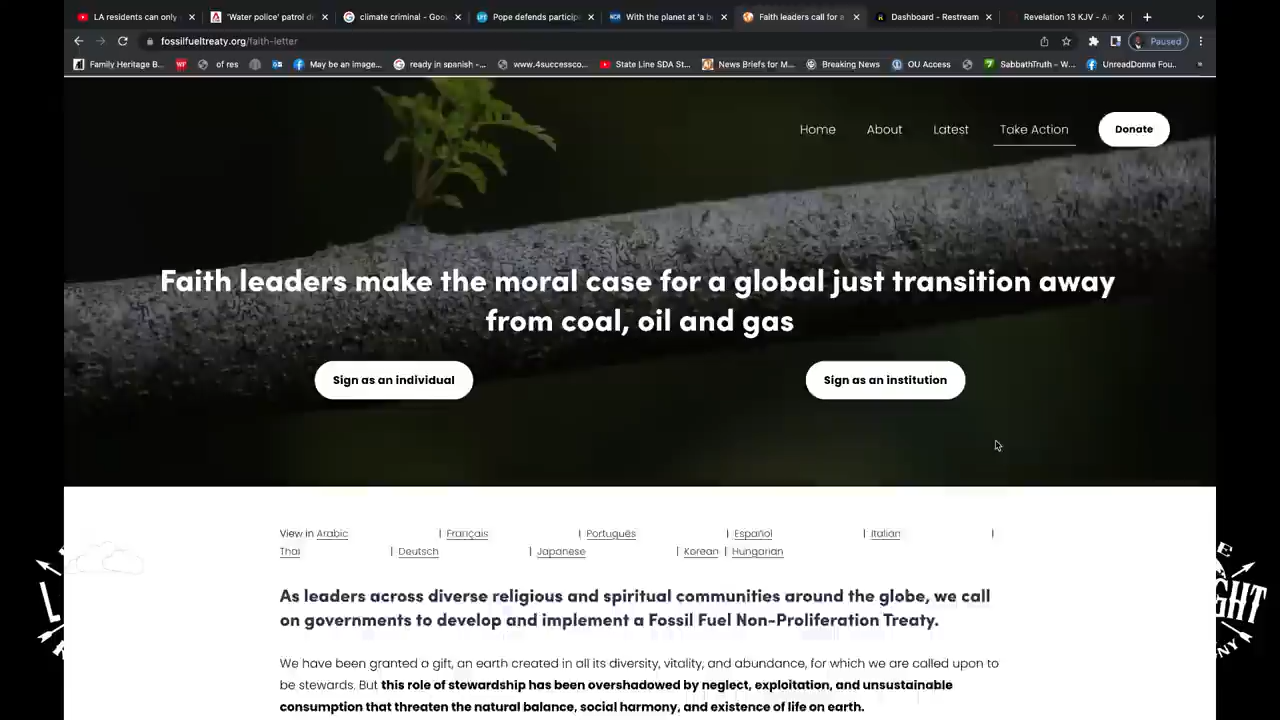 LA residents can only
'Water police' patrol di
climate criminal - Goo
Pope defends particip
With the planet at 'a b
Faith leaders call for a
Dashboard - Restream
Revelation 13 KJV - A
fossilfueltreaty.org/faith-letter
Paused
Family Heritage B...
of res
May be an image...
ready in spanish -...
www.4successco...
State Line SDA St...
News Briefs for M...
Breaking News
OU Access
SabbathTruth - W...
UnreadDonna Fou...
Home
About
Latest
Take Action
Donate
Faith leaders make the moral case for a global just transition away
from coal, oil and gas
Sign as an individual
Sign as an institution
View in Arabic | Français | Português | Español | Italian |
Thai | Deutsch | Japanese | Korean | Hungarian
As leaders across diverse religious and spiritual communities around the globe, we call
on governments to develop and implement a Fossil Fuel Non-Proliferation Treaty.
We have been granted a gift, an earth created in all its diversity, vitality, and abundance, for which we are called upon to
be stewards. But this role of stewardship has been overshadowed by neglect, exploitation, and unsustainable
consumption that threaten the natural balance, social harmony, and existence of life on earth.